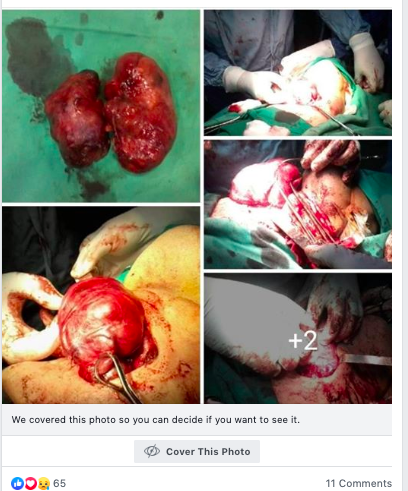 +2
We covered this photo so you can decide if you want to see it.
Cover This Photo
65
11 Comments